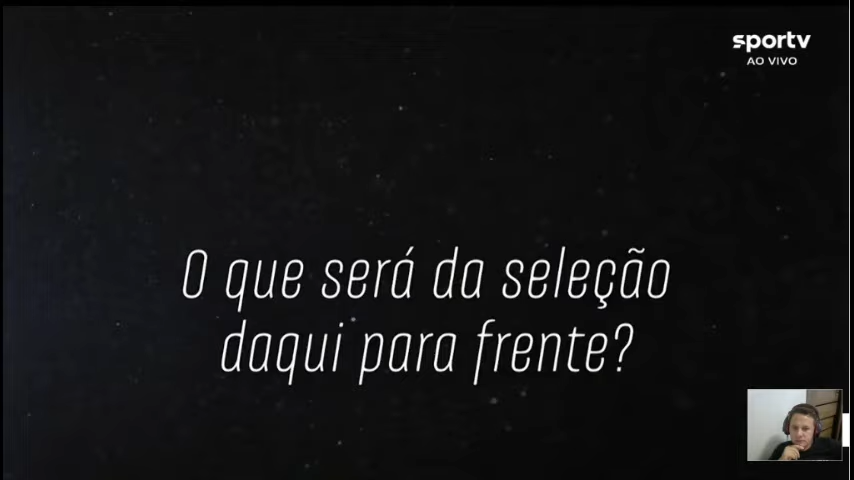 sportv
AO VIVO
O que será da seleção
daqui para frente?